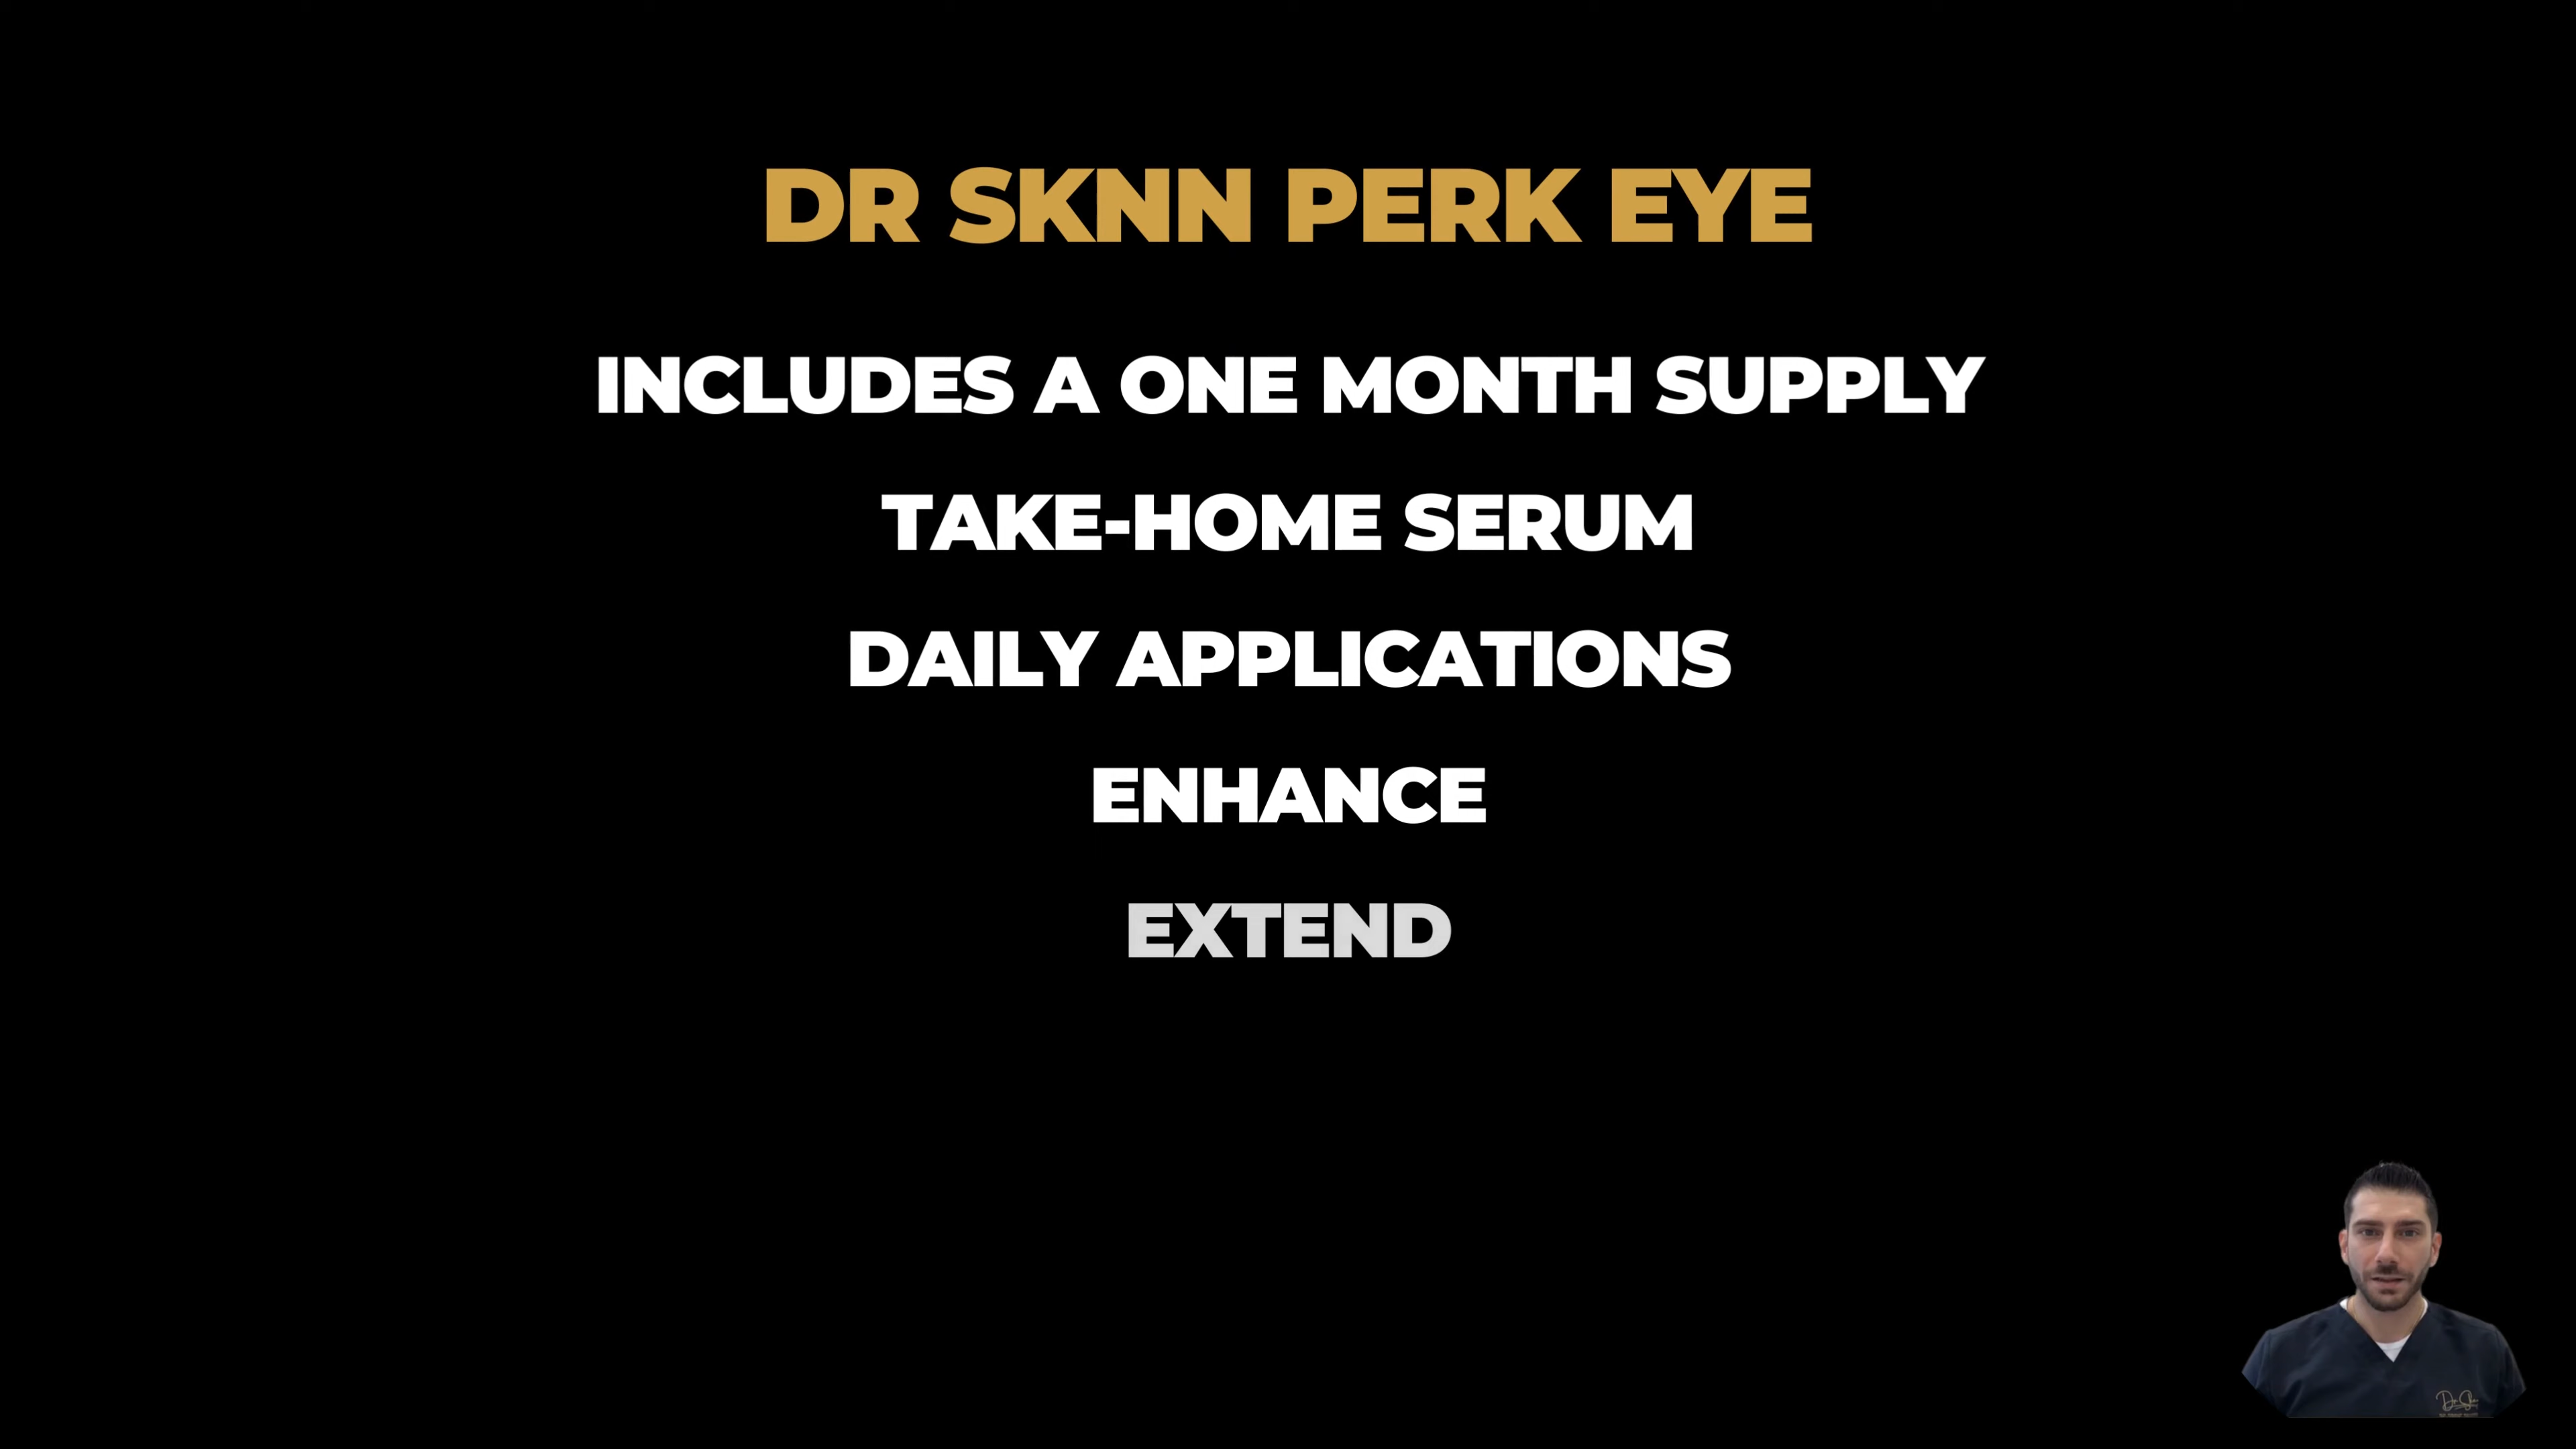 DR SKNN PERK EYE
INCLUDES A ONE MONTH SUPPLY
TAKE-HOME SERUM
DAILY APPLICATIONS
ENHANCE
EXTEND